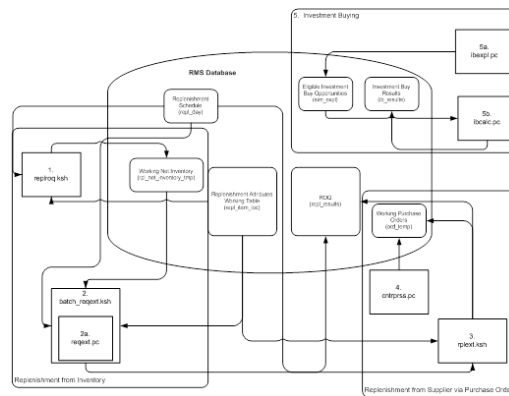 5. Investment Buying
5a.
ibexpl.pc
RMS Database
Eligible Investment
Buy Opportunities
Investment Buy
Results
(ib_results)
Replenishment
Schedule
(repl_day)
5b.
ibcalc.pc
1.
replroq.ksh
Working Net Inventory
(rpl_net_inventory_tmp)
Replenishment Attributes
Working Table
(repl_item_loc)
ROQ
(repl_results)
Working Purchase
Orders
(ord_temp)
2.
batch_reqext.ksh
2a.
reqext.pc
4.
cntrprss.pc
3.
rplext.ksh
Replenishment from Inventory
Replenishment from Supplier via Purchase Orde